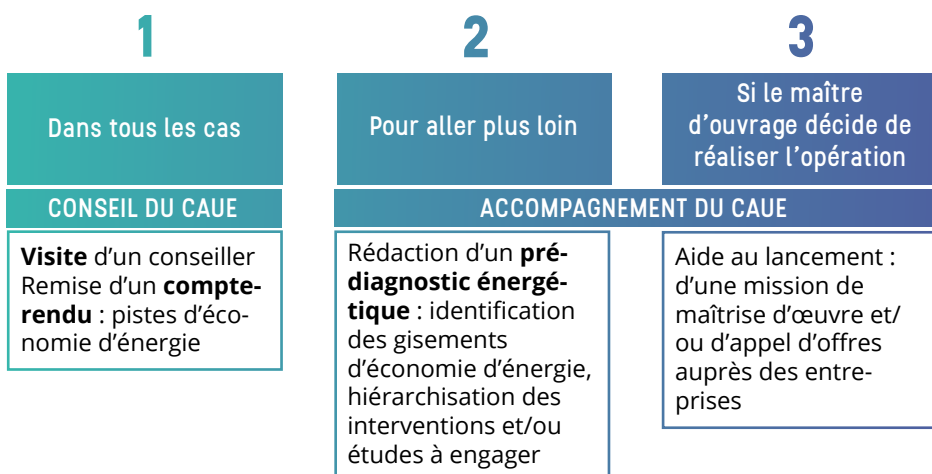 1
Dans tous les cas
CONSEIL DU CAUE
Visite d'un conseiller
Remise d'un compte-
rendu : pistes d'éco-
nomie d'énergie
2
Pour aller plus loin
3
Si le maître
d'ouvrage décide de
réaliser l'opération
ACCOMPAGNEMENT DU CAUE
Rédaction d'un pré-
diagnostic énergé-
tique : identification
des gisements
d'économie d'énergie,
hiérarchisation des
interventions et/ou
études à engager
Aide au lancement :
d'une mission de
maîtrise d'œuvre et/
ou d'appel d'offres
auprès des entre-
prises